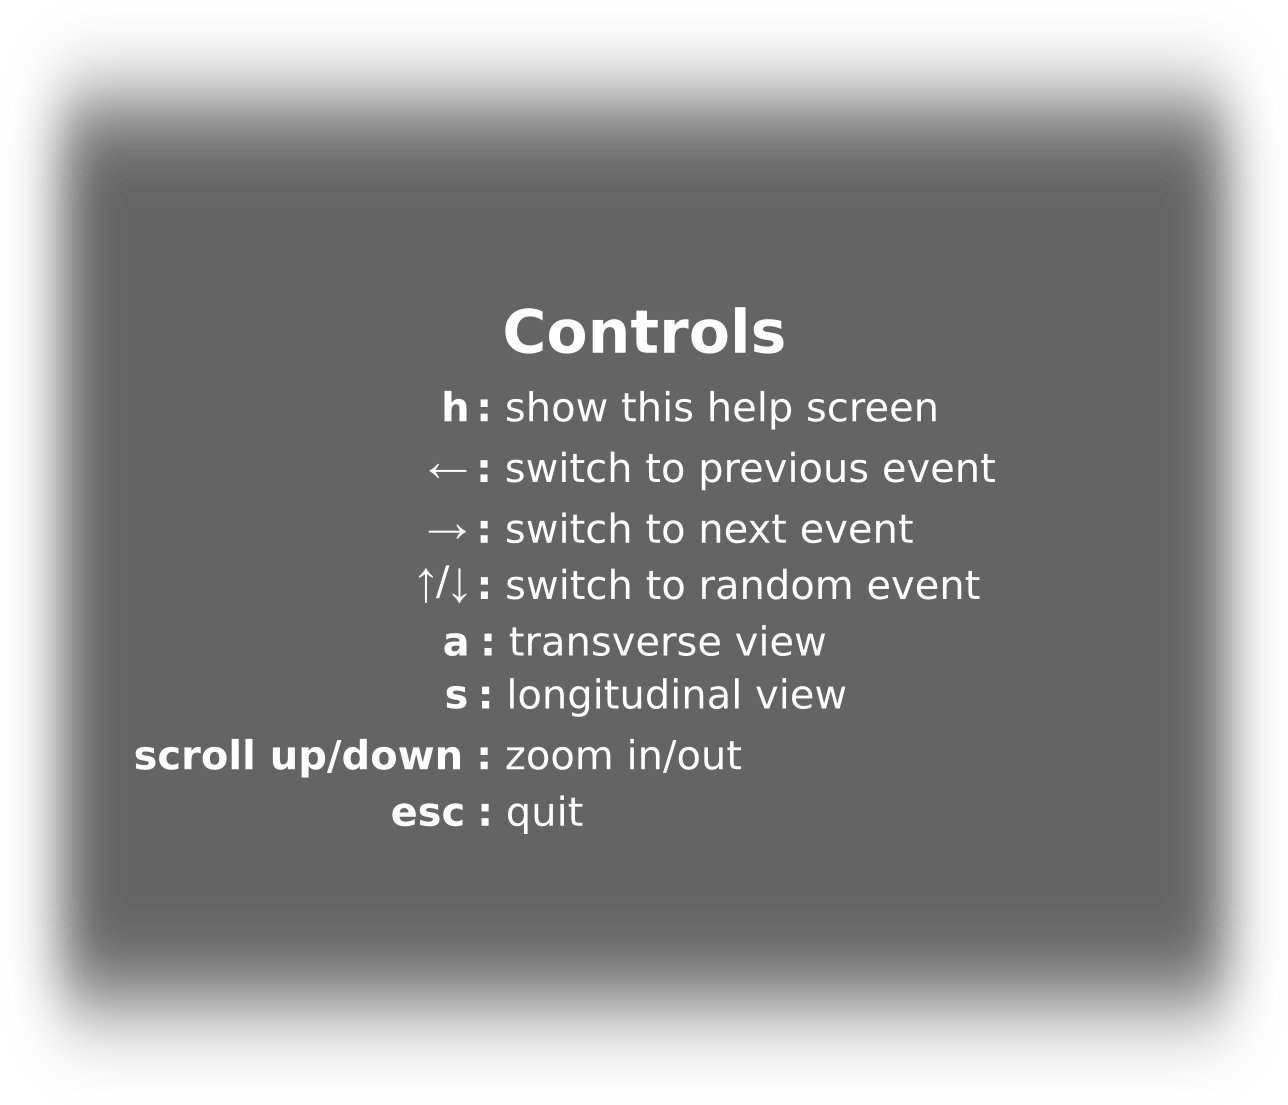 Controls
h : show this help screen
← : switch to previous event
→ : switch to next event
↑/↓ : switch to random event
a : transverse view
s : longitudinal view
scroll up/down : zoom in/out
esc : quit